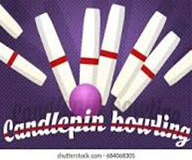 Candlepin bowling
shutterstock.com • 684068305